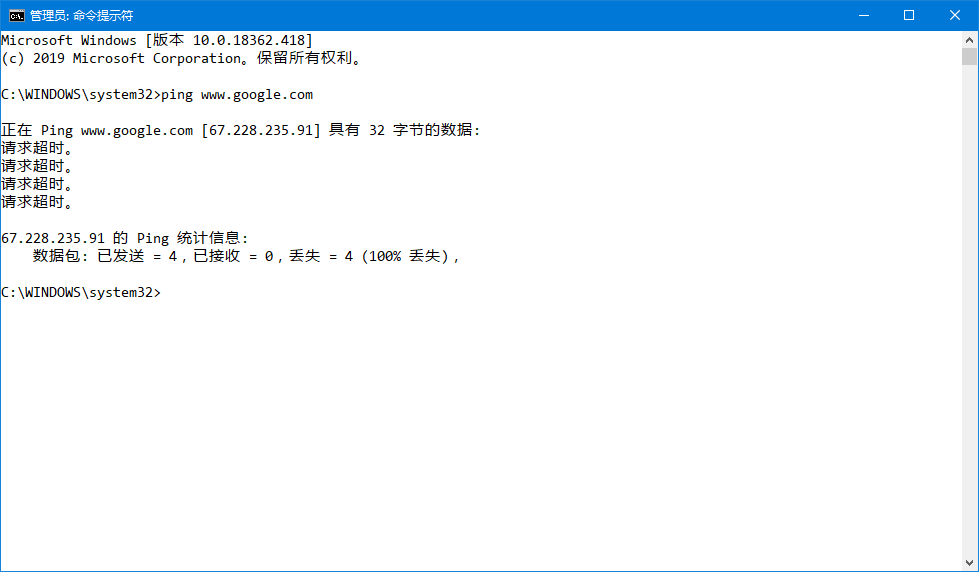 管理员: 命令提示符
Microsoft Windows [版本 10.0.18362.418]
(c) 2019 Microsoft Corporation。保留所有权利。
C:\WINDOWS\system32>ping www.google.com
正在 Ping www.google.com [67.228.235.91] 具有 32 字节的数据:
请求超时。
请求超时。
请求超时。
请求超时。
67.228.235.91 的 Ping 统计信息:
    数据包: 已发送 = 4，已接收 = 0，丢失 = 4 (100% 丢失)，
C:\WINDOWS\system32>